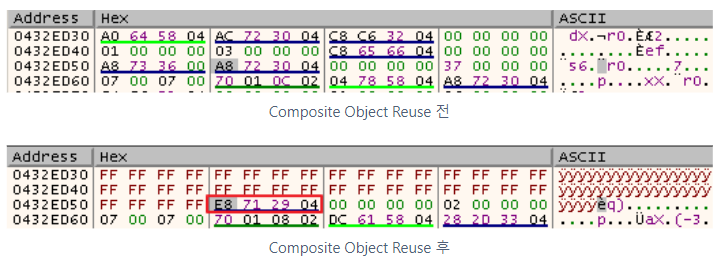 Address Hex ASCII
0432ED30 A0 64 58 04 AC 72 30 04 C8 C6 32 04 00 00 00 00  dX.¬r0.ÈÆ2.....
0432ED40 01 00 00 00 03 00 00 00 C8 65 66 04 00 00 00 00 ........Èef.....
0432ED50 A8 73 36 00 A8 72 30 04 00 00 00 00 37 00 00 00 ¨s6.¨r0.....7...
0432ED60 07 00 07 00 70 01 0C 02 04 78 58 04 A8 72 30 04 ....p....xX.¨r0.
Composite Object Reuse 전
Address Hex ASCII
0432ED30 FF FF FF FF FF FF FF FF FF FF FF FF FF FF FF FF ÿÿÿÿÿÿÿÿÿÿÿÿÿÿÿÿ
0432ED40 FF FF FF FF FF FF FF FF FF FF FF FF FF FF FF FF ÿÿÿÿÿÿÿÿÿÿÿÿÿÿÿÿ
0432ED50 FF FF FF FF E8 71 29 04 00 00 00 00 02 00 00 00 ÿÿÿÿèq).........
0432ED60 07 00 07 00 70 01 08 02 DC 61 58 04 28 2D 33 04 ....p...ÜaX.(-3.
Composite Object Reuse 후